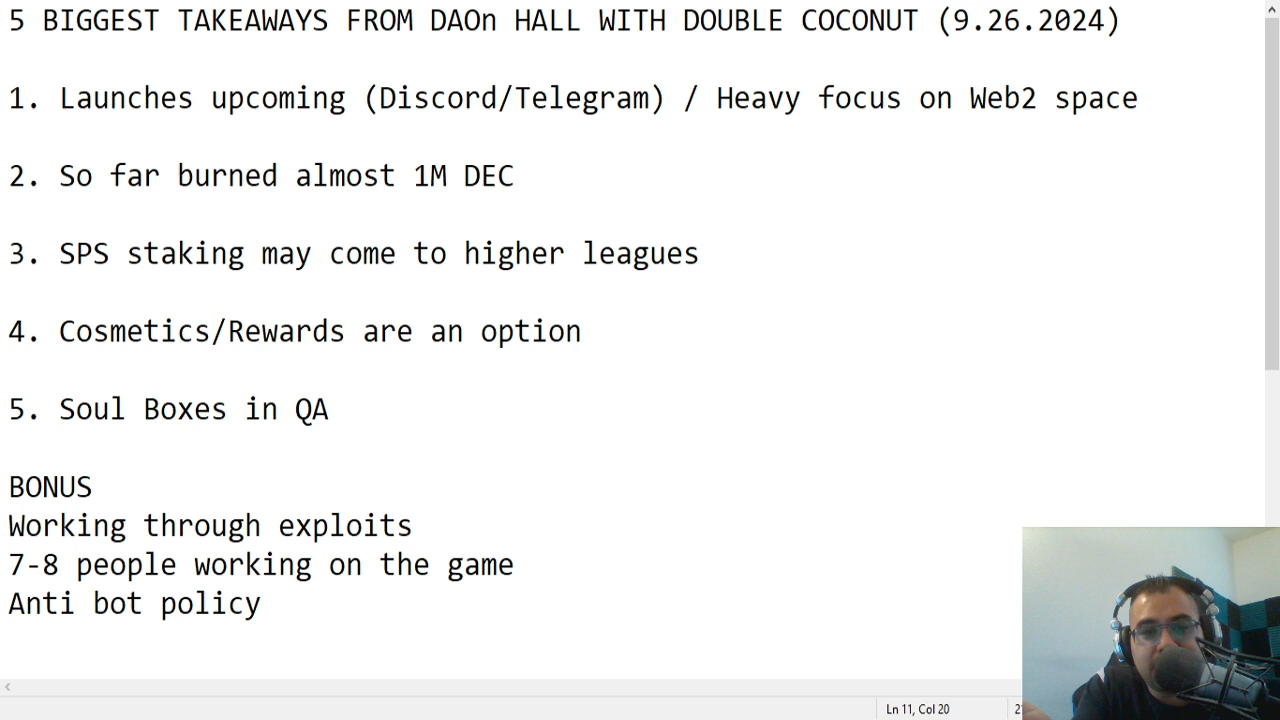 5 BIGGEST TAKEAWAYS FROM DAOn HALL WITH DOUBLE COCONUT (9.26.2024)
1. Launches upcoming (Discord/Telegram) / Heavy focus on Web2 space
2. So far burned almost 1M DEC
3. SPS staking may come to higher leagues
4. Cosmetics/Rewards are an option
5. Soul Boxes in QA
BONUS
Working through exploits
7-8 people working on the game
Anti bot policy
Ln 11, Col 20